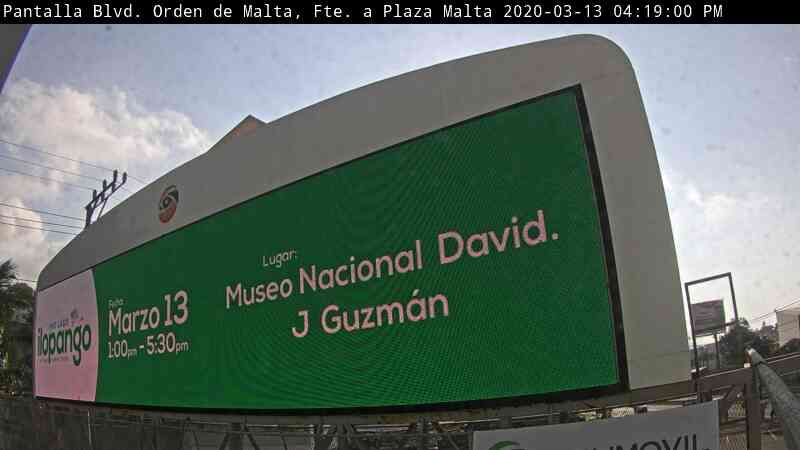 Pantalla Blvd. Orden de Malta, Fte. a Plaza Malta 2020-03-13 04:19:00 PM
Lugar:
Museo Nacional David.
J Guzmán
Fecha:
Marzo 13
1:00pm - 5:30pm
ilopango